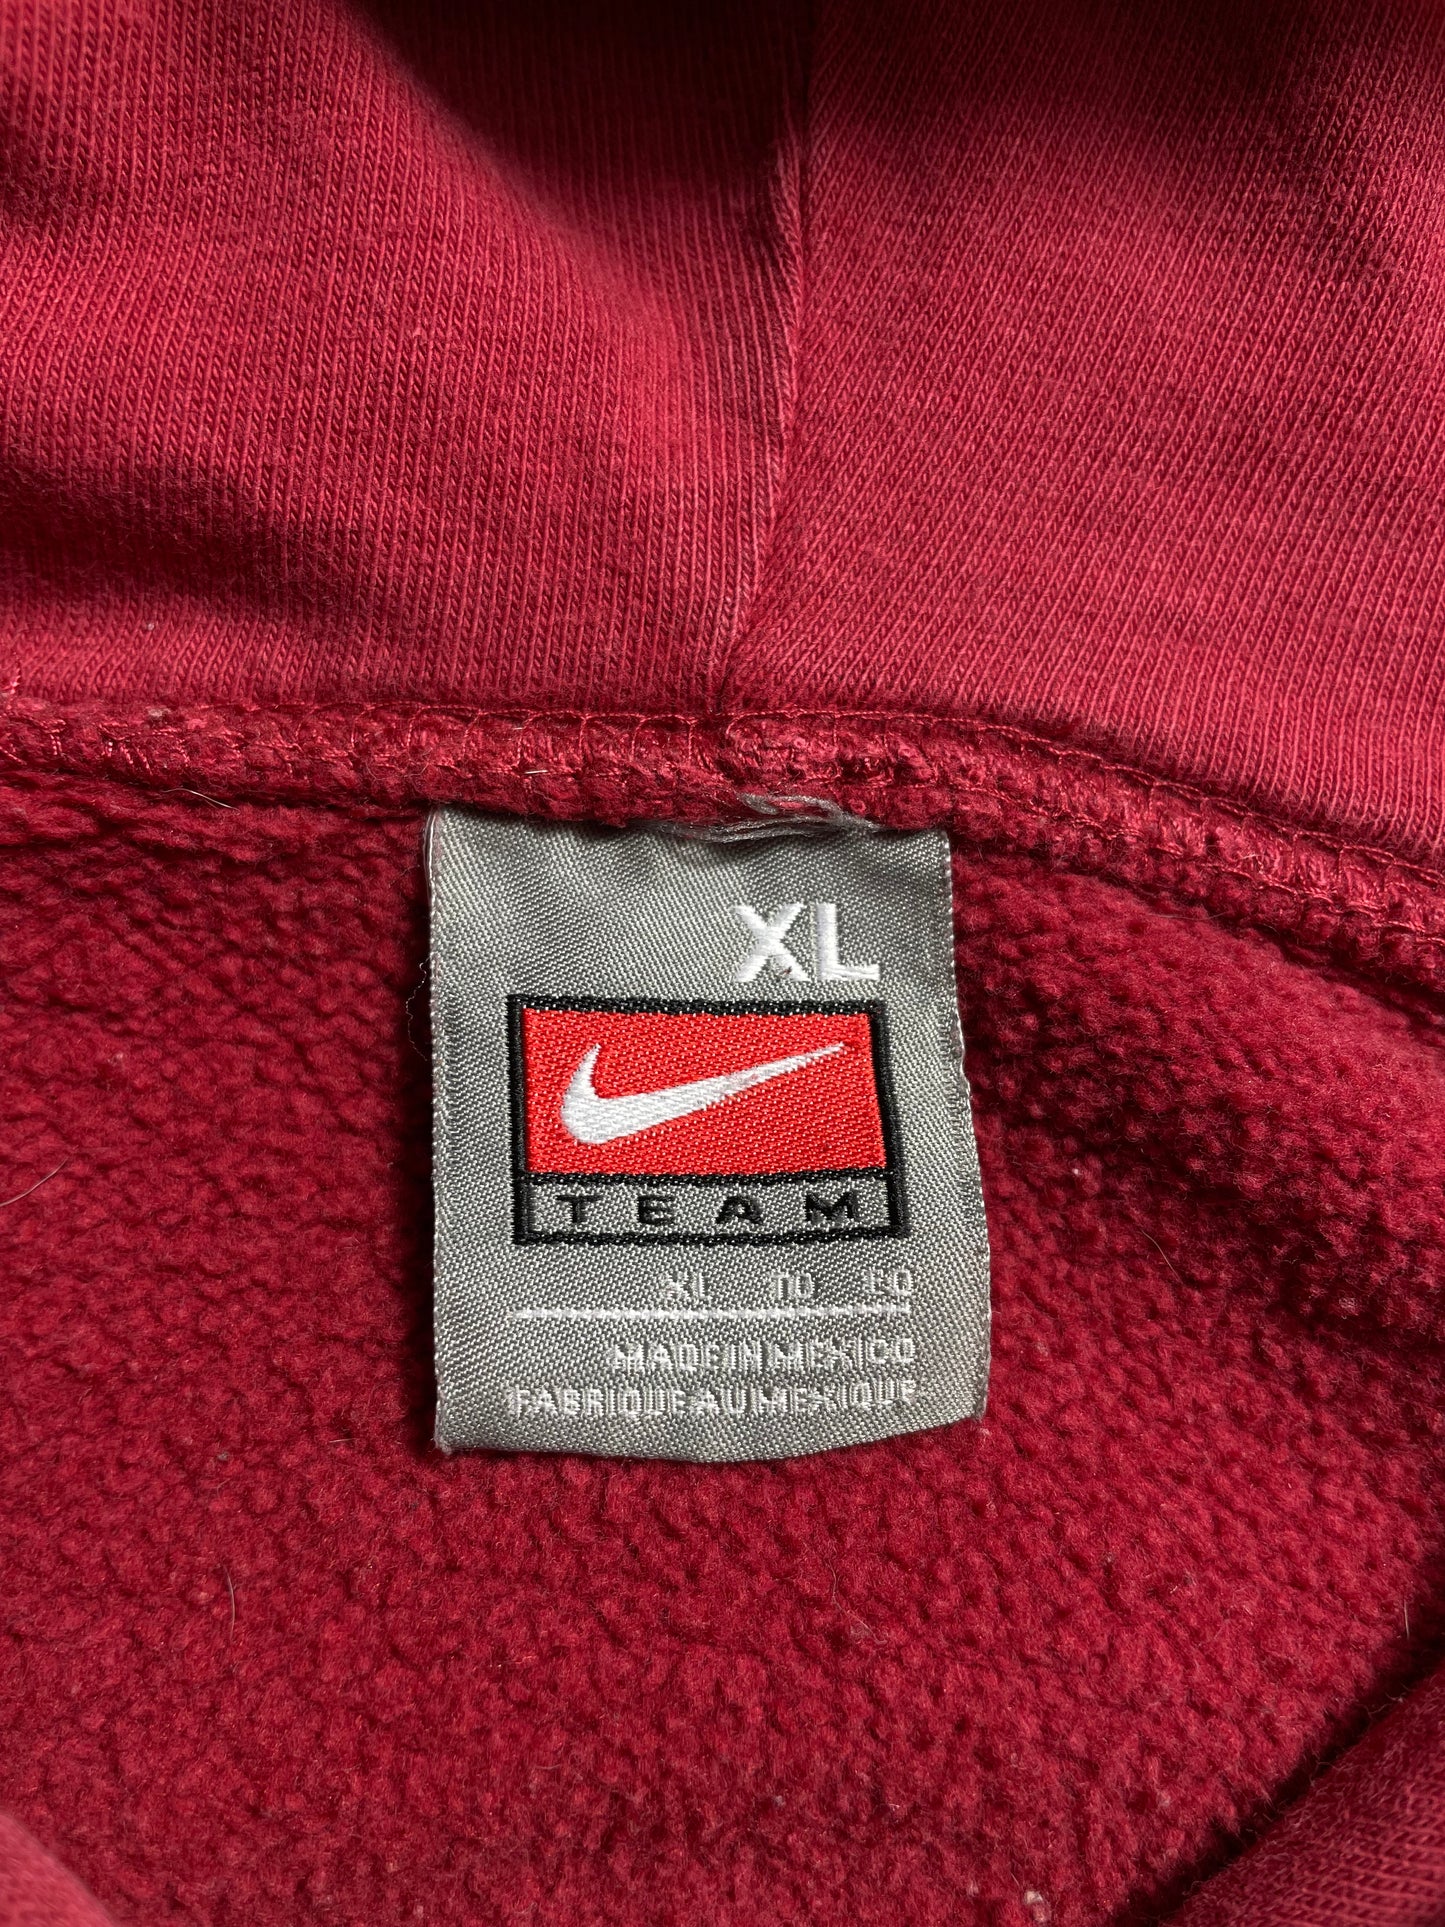 XL
TEAM
XL TG EG
MADE IN MEXICO
FABRIQUE AU MEXIQUE